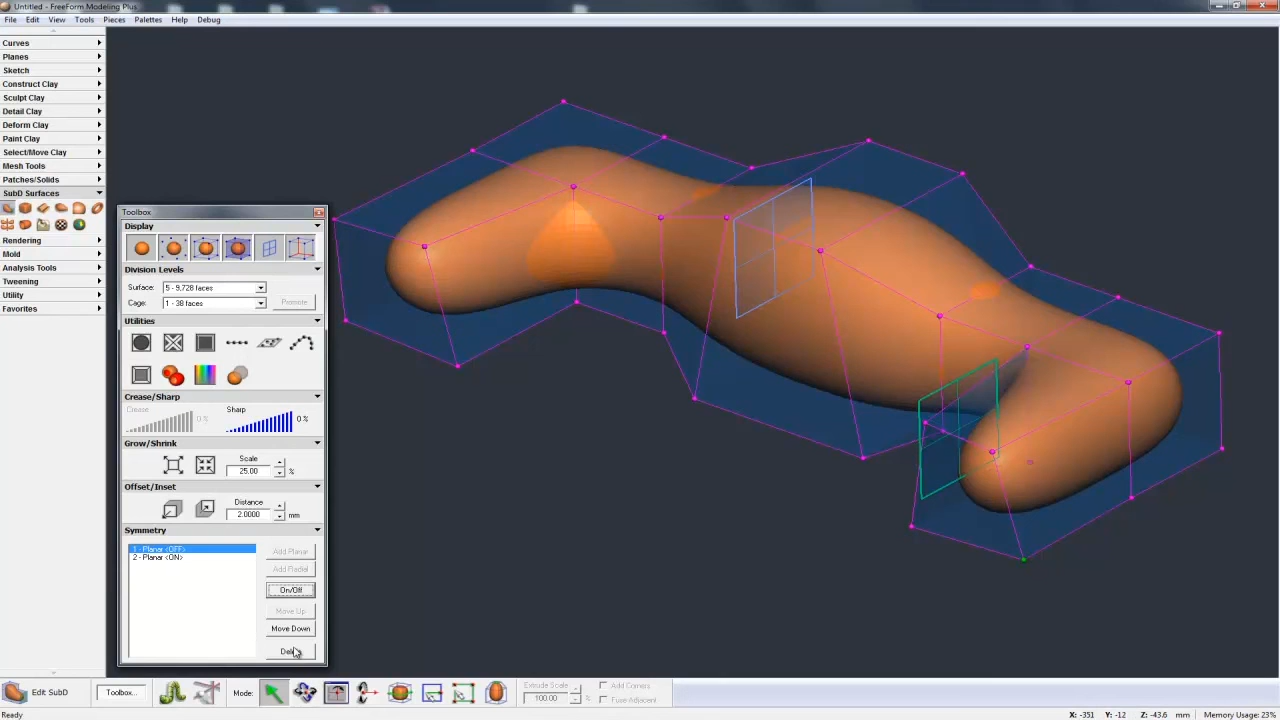 Untitled - FreeForm Modeling Plus
File Edit View Tools Pieces Palettes Help Debug
Curves
Planes
Sketch
Construct Clay
Sculpt Clay
Detail Clay
Deform Clay
Paint Clay
Select/Move Clay
Mesh Tools
Patches/Solids
SubD Surfaces
Rendering
Mold
Analysis Tools
Tweening
Utility
Favorites
Toolbox
Display
Division Levels
Surface: 5 - 9,728 faces
Cage: 1 - 38 faces Promote
Utilities
Crease/Sharp
Crease: 0 % Sharp 0 %
Grow/Shrink
Scale
25.00 %
Offset/Inset
Distance
2.0000 mm
Symmetry
1 - Planar <OFF>
2 - Planar <ON>
Add Planar
Add Radial
On/Off
Move Up
Move Down
Edit SubD Toolbox... Mode: Extrude Scale 100.00 % Add Corners Fuse Adjacent
Ready X: -351 Y: -12 Z: -43.6 mm Memory Usage: 23%